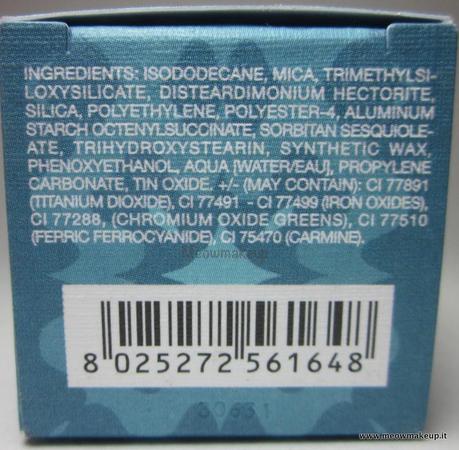 INGREDIENTS: ISODODECANE, MICA, TRIMETHYLSI-
LOXYSILICATE, DISTEARDIMONIUM HECTORITE,
SILICA, POLYETHYLENE, POLYESTER-4, ALUMINUM
STARCH OCTENYLSUCCINATE, SORBITAN SESQUIOLE-
ATE, TRIHYDROXYSTEARIN, SYNTHETIC WAX,
PHENOXYETHANOL, AQUA [WATER/EAU], PROPYLENE
CARBONATE, TIN OXIDE. +/- (MAY CONTAIN): CI 77891
(TITANIUM DIOXIDE), CI 77491 - CI 77499 (IRON OXIDES),
CI 77288, (CHROMIUM OXIDE GREENS), CI 77510
(FERRIC FERROCYANIDE), CI 75470 (CARMINE).
Meowmakeup
8 025272 561648
30631
www.meowmakeup.it